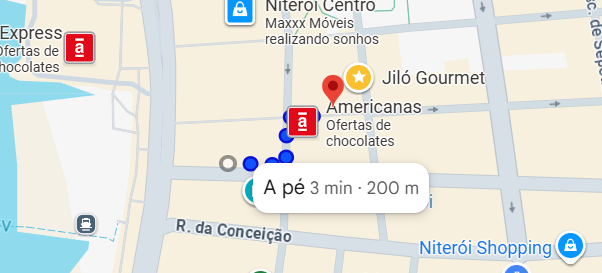 Niterói Centro
Maxxx Móveis
realizando sonhos
Express
Ofertas de
chocolates
Jiló Gourmet
Americanas
Ofertas de
chocolates
A pé 3 min · 200 m
R. da Conceição
Niterói Shopping